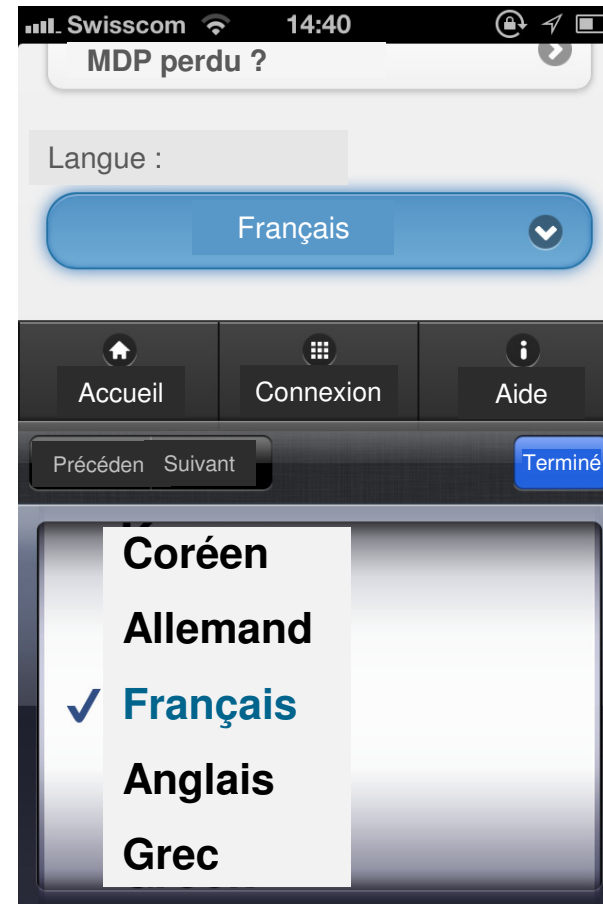 Swisscom 14:40
MDP perdu ?
Langue :
Français
Accueil Connexion Aide
Précéden Suivant Terminé
Coréen
Allemand
Français
Anglais
Grec